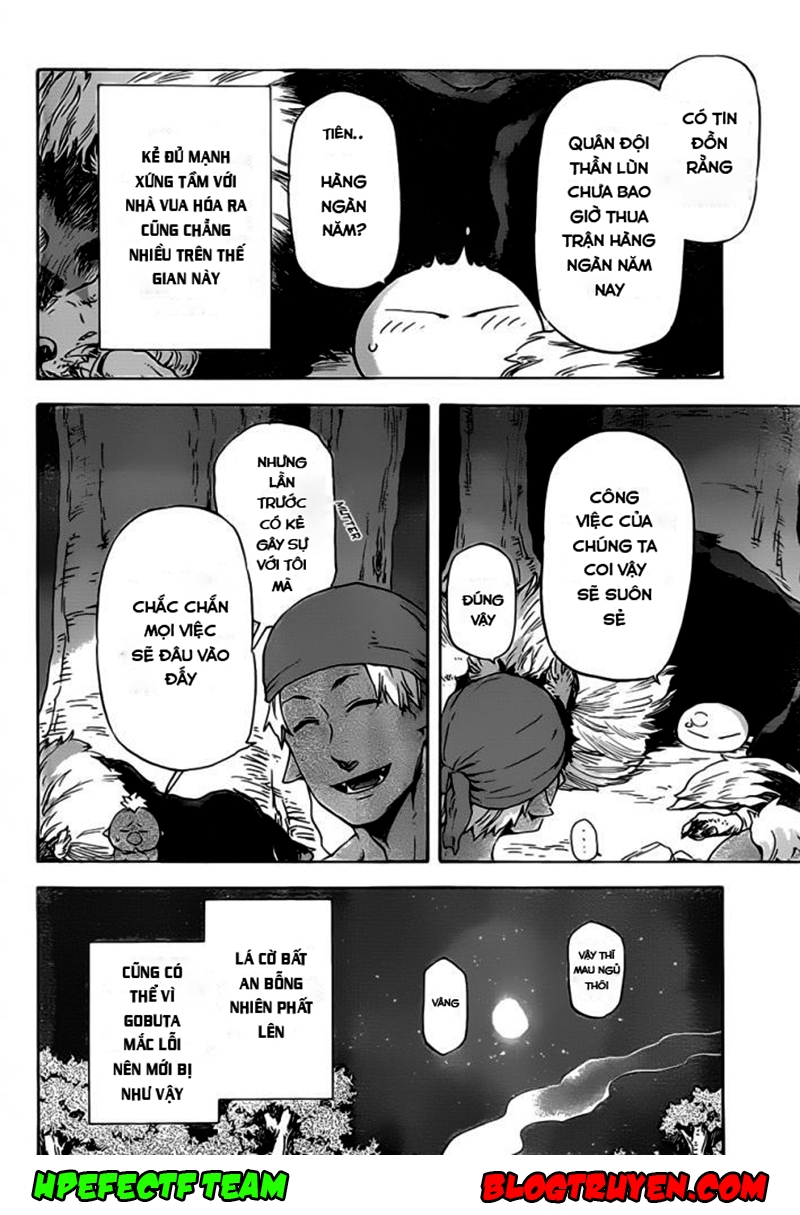 CÓ TIN
ĐỒN
RẰNG
QUÂN ĐỘI
THẦN LÙN
CHƯA BAO
GIỜ THUA
TRẬN HÀNG
NGÀN NĂM
NAY
TIÊN..
HÀNG
NGÀN
NĂM?
KẺ ĐỦ MẠNH
XỨNG TẦM VỚI
NHÀ VUA HÓA RA
CŨNG CHẲNG
NHIỀU TRÊN THẾ
GIAN NÀY
CÔNG
VIỆC CỦA
CHÚNG TA
COI VẬY
SẼ SUÔN
SẺ
ĐÚNG
VẬY
...
NHƯNG
LẦN
TRƯỚC
CÓ KẺ
GÂY SỰ
VỚI TÔI
MÀ
MUTTER
CHẮC CHẮN
MỌI VIỆC
SẼ ĐÂU VÀO
ĐẤY
VẬY THÌ
MAU NGỦ
THÔI
VÂNG
LÁ CỜ BẤT
AN BỖNG
NHIÊN PHẤT
LÊN
CŨNG CÓ
THỂ VÌ
GOBUTA
MẮC LỖI
NÊN MỚI BỊ
NHƯ VẬY
HPEFECTF TEAM
BLOGTRUYEN.COM